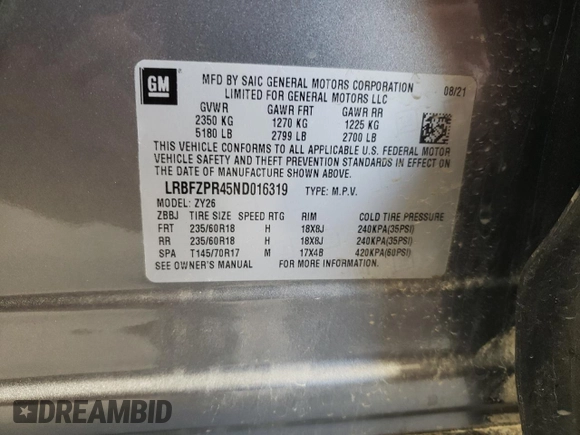 GM
MFD BY SAIC GENERAL MOTORS CORPORATION 08/21
LIMITED FOR GENERAL MOTORS LLC
GVWR GAWR FRT GAWR RR
2350 KG 1270 KG 1225 KG
5180 LB 2799 LB 2700 LB
THIS VEHICLE CONFORMS TO ALL APPLICABLE U.S. FEDERAL MOTOR
VEHICLE SAFETY AND THEFT PREVENTION STANDARDS IN EFFECT ON
THE DATE OF MANUFACTURE SHOWN ABOVE.
LRBFZPR45ND016319 TYPE: M.P.V.
MODEL: ZY26
ZBBJ TIRE SIZE SPEED RTG RIM COLD TIRE PRESSURE
FRT 235/60R18 H 18X8J 240KPA(35PSI)
RR 235/60R18 H 18X8J 240KPA(35PSI)
SPA T145/70R17 M 17X4B 420KPA(60PSI)
SEE OWNER'S MANUAL FOR MORE INFORMATION.
DREAMBID